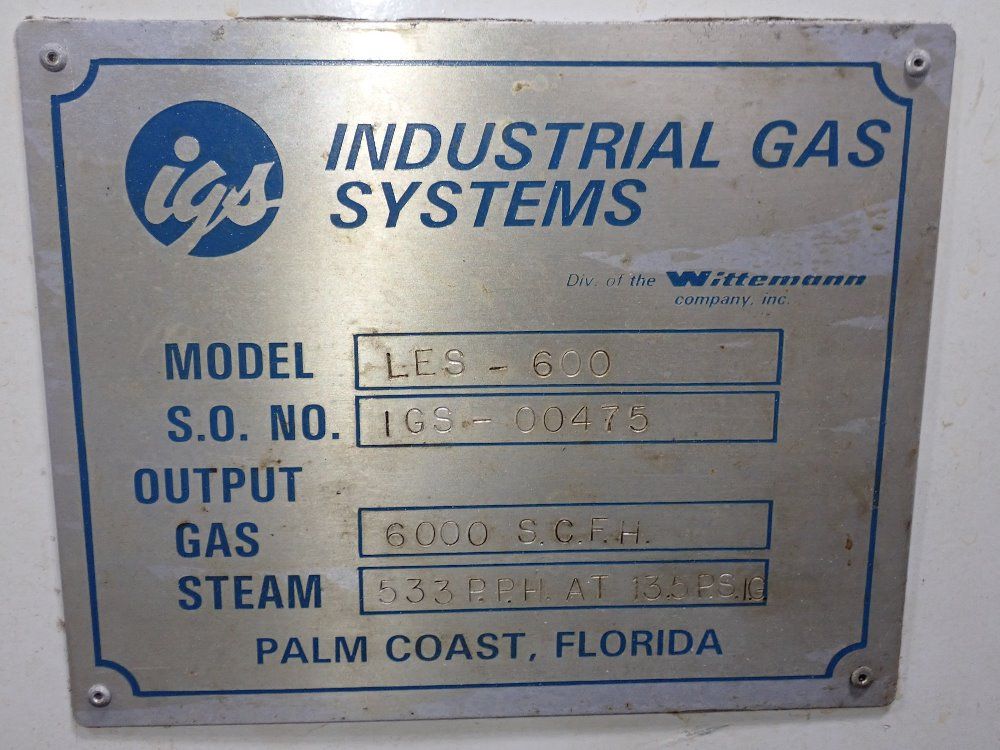 igs
INDUSTRIAL GAS
SYSTEMS
Div. of the Wittemann
company, inc.
MODEL LES - 600
S.O. NO. IGS - 00475
OUTPUT
GAS 6000 S.C.F.H.
STEAM 533 P.P.H. AT 13.5 P.S.IG
PALM COAST, FLORIDA